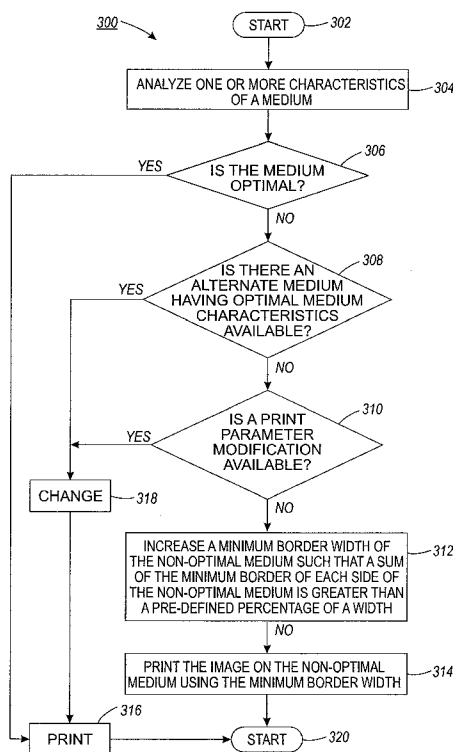 300
START
302
ANALYZE ONE OR MORE CHARACTERISTICS
OF A MEDIUM
304
306
YES
IS THE MEDIUM
OPTIMAL?
NO
308
IS THERE AN
ALTERNATE MEDIUM
HAVING OPTIMAL MEDIUM
CHARACTERISTICS
AVAILABLE?
YES
NO
310
IS A PRINT
PARAMETER
MODIFICATION
AVAILABLE?
YES
NO
CHANGE
318
INCREASE A MINIMUM BORDER WIDTH OF
THE NON-OPTIMAL MEDIUM SUCH THAT A SUM
OF THE MINIMUM BORDER OF EACH SIDE OF
THE NON-OPTIMAL MEDIUM IS GREATER THAN
A PRE-DEFINED PERCENTAGE OF A WIDTH
312
NO
PRINT THE IMAGE ON THE NON-OPTIMAL
MEDIUM USING THE MINIMUM BORDER WIDTH
314
316
PRINT
START
320